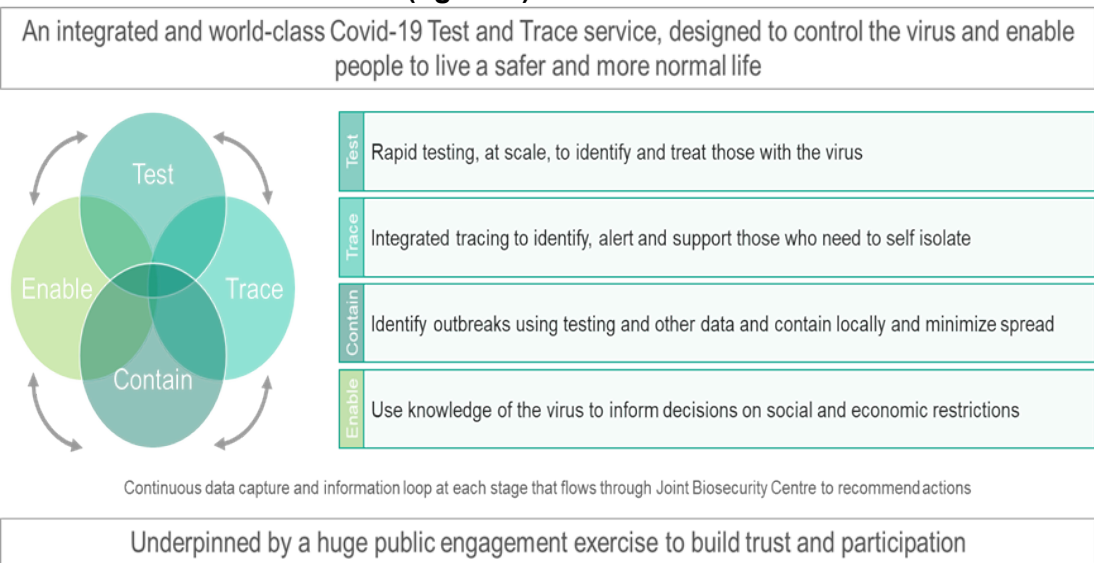 An integrated and world-class Covid-19 Test and Trace service, designed to control the virus and enable
people to live a safer and more normal life
Test
Enable
Trace
Contain
Test
Rapid testing, at scale, to identify and treat those with the virus
Trace
Integrated tracing to identify, alert and support those who need to self isolate
Contain
Identify outbreaks using testing and other data and contain locally and minimize spread
Enable
Use knowledge of the virus to inform decisions on social and economic restrictions
Continuous data capture and information loop at each stage that flows through Joint Biosecurity Centre to recommend actions
Underpinned by a huge public engagement exercise to build trust and participation